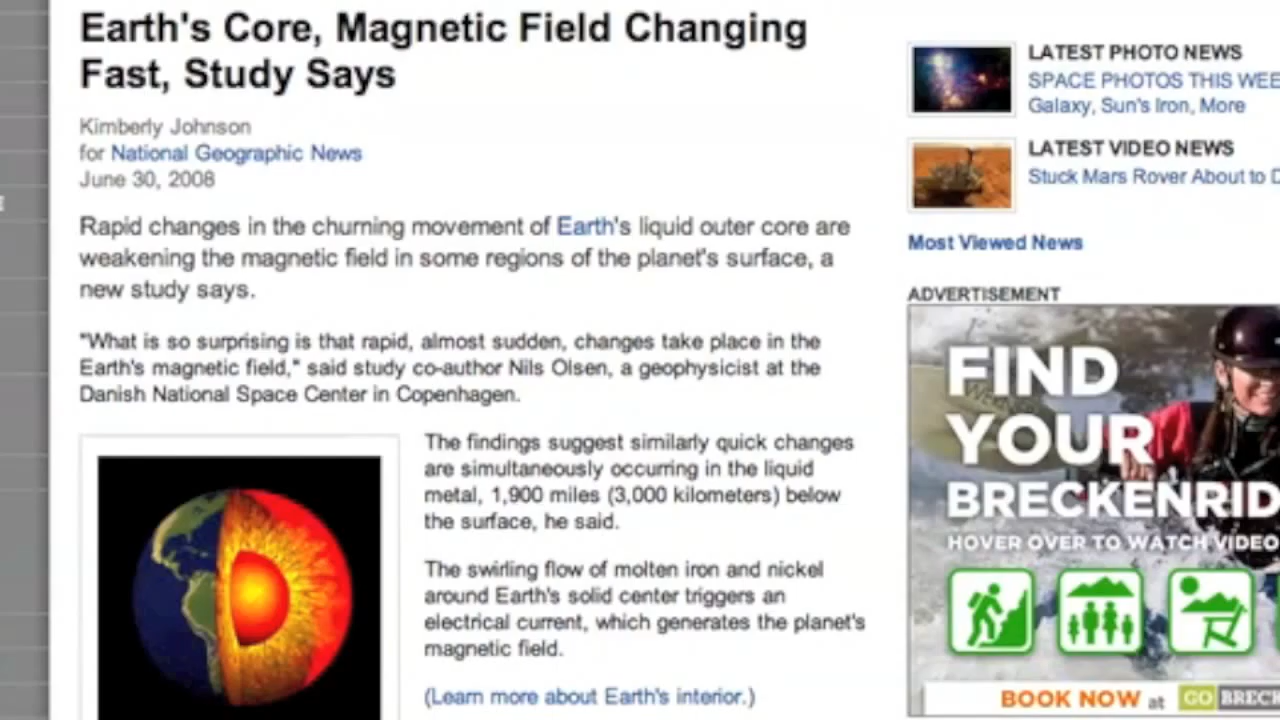 Earth's Core, Magnetic Field Changing
Fast, Study Says
Kimberly Johnson
for National Geographic News
June 30, 2008
Rapid changes in the churning movement of Earth's liquid outer core are
weakening the magnetic field in some regions of the planet's surface, a
new study says.
"What is so surprising is that rapid, almost sudden, changes take place in the
Earth's magnetic field," said study co-author Nils Olsen, a geophysicist at the
Danish National Space Center in Copenhagen.
The findings suggest similarly quick changes
are simultaneously occurring in the liquid
metal, 1,900 miles (3,000 kilometers) below
the surface, he said.
The swirling flow of molten iron and nickel
around Earth's solid center triggers an
electrical current, which generates the planet's
magnetic field.
(Learn more about Earth's interior.)
LATEST PHOTO NEWS
SPACE PHOTOS THIS WEE
Galaxy, Sun's Iron, More
LATEST VIDEO NEWS
Stuck Mars Rover About to D
Most Viewed News
ADVERTISEMENT
FIND
YOUR
BRECKENRID
HOVER OVER TO WATCH VIDEO
BOOK NOW at GO BRECK